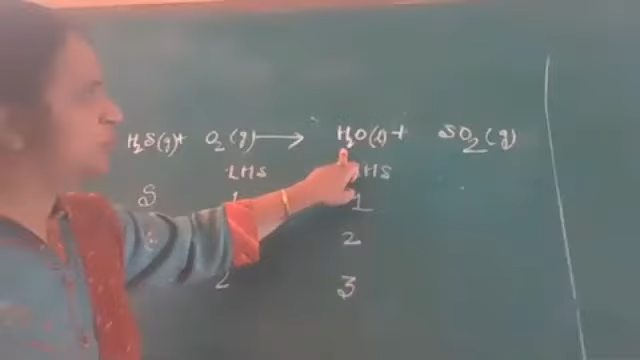 H₂S(g) + O₂(g) → H₂O(l) + SO₂(g)
LHS RHS
S 1
2
2 3